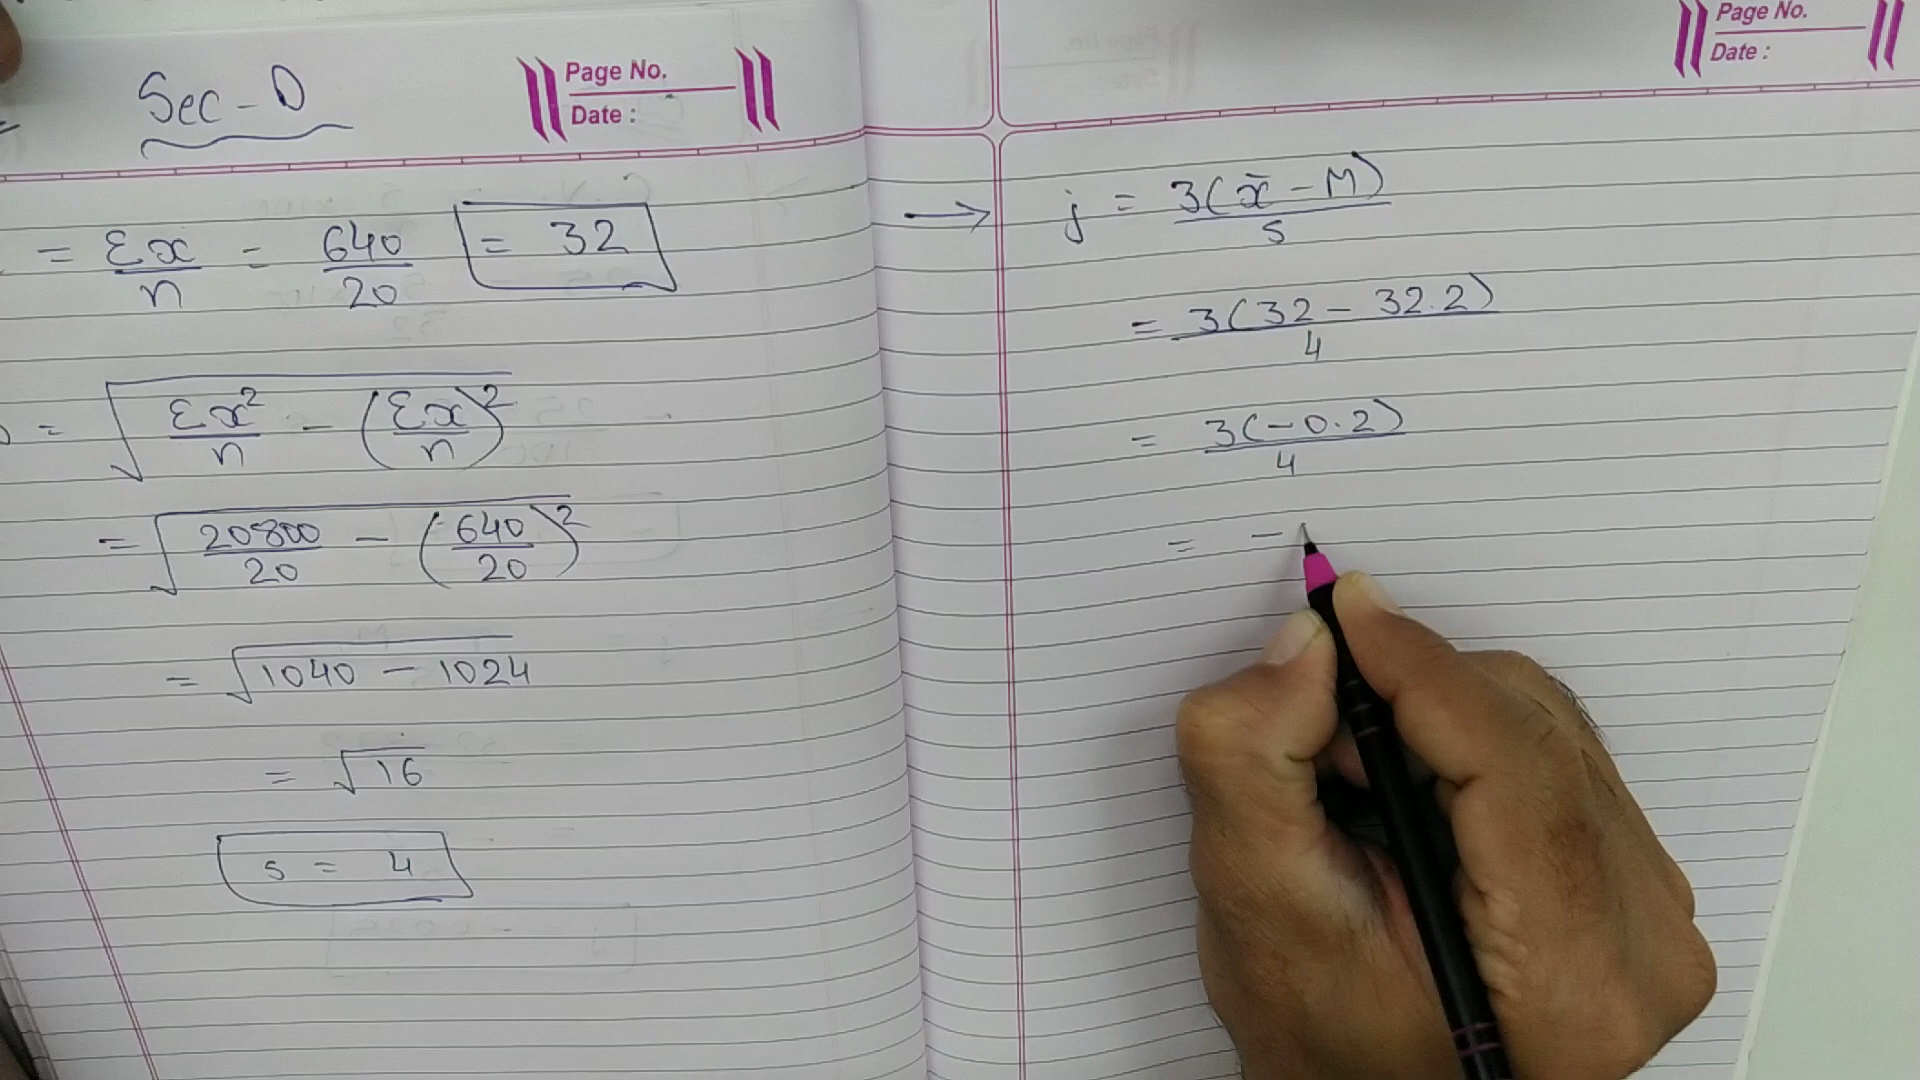 Sec - D
Page No.
Date :
= Σx/n = 640/20 = 32
= √(Σx²/n - (Σx/n)²)
= √(20800/20 - (640/20)²)
= √(1040 - 1024)
= √16
s = 4
Page No.
Date :
→ j = 3(x̄ - M)/s
= 3(32 - 32.2)/4
= 3(-0.2)/4
= -